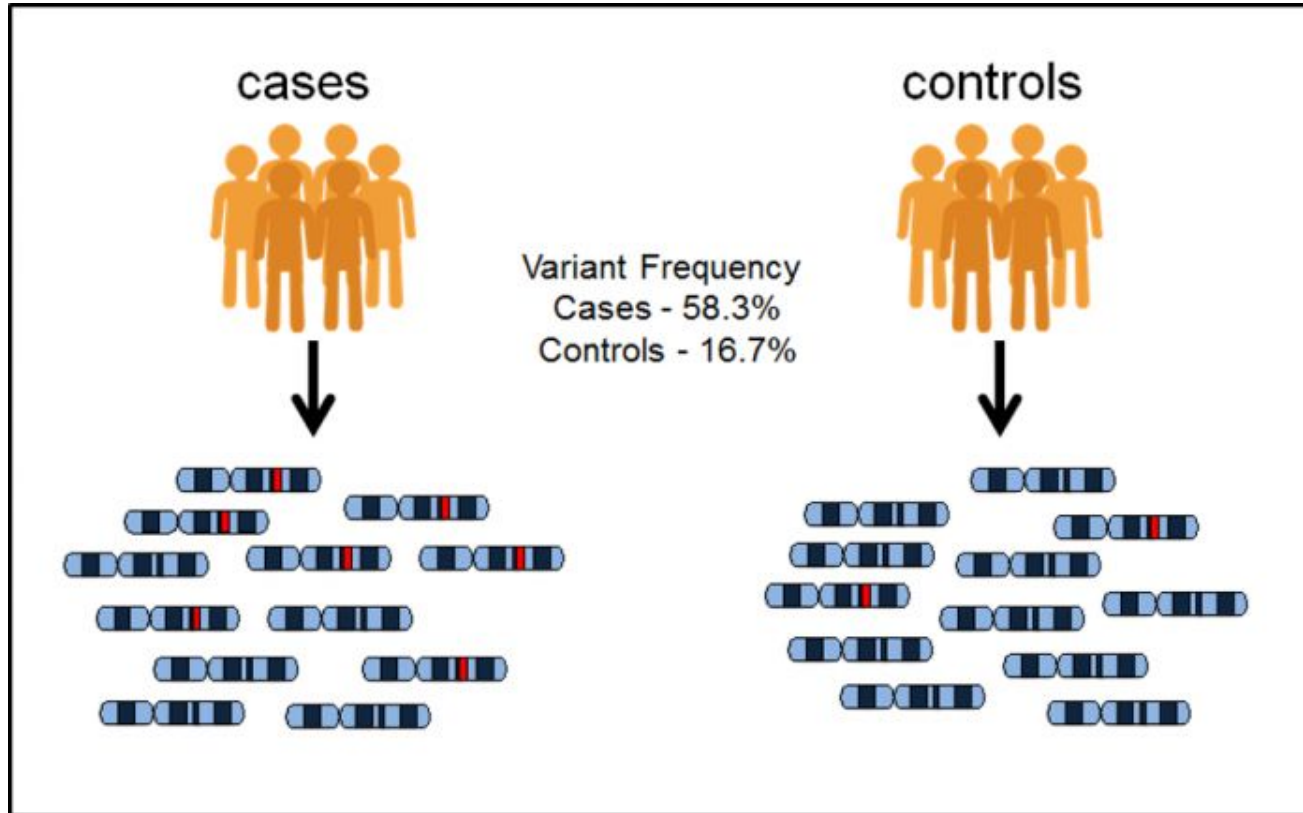 cases
controls
Variant Frequency
Cases - 58.3%
Controls - 16.7%